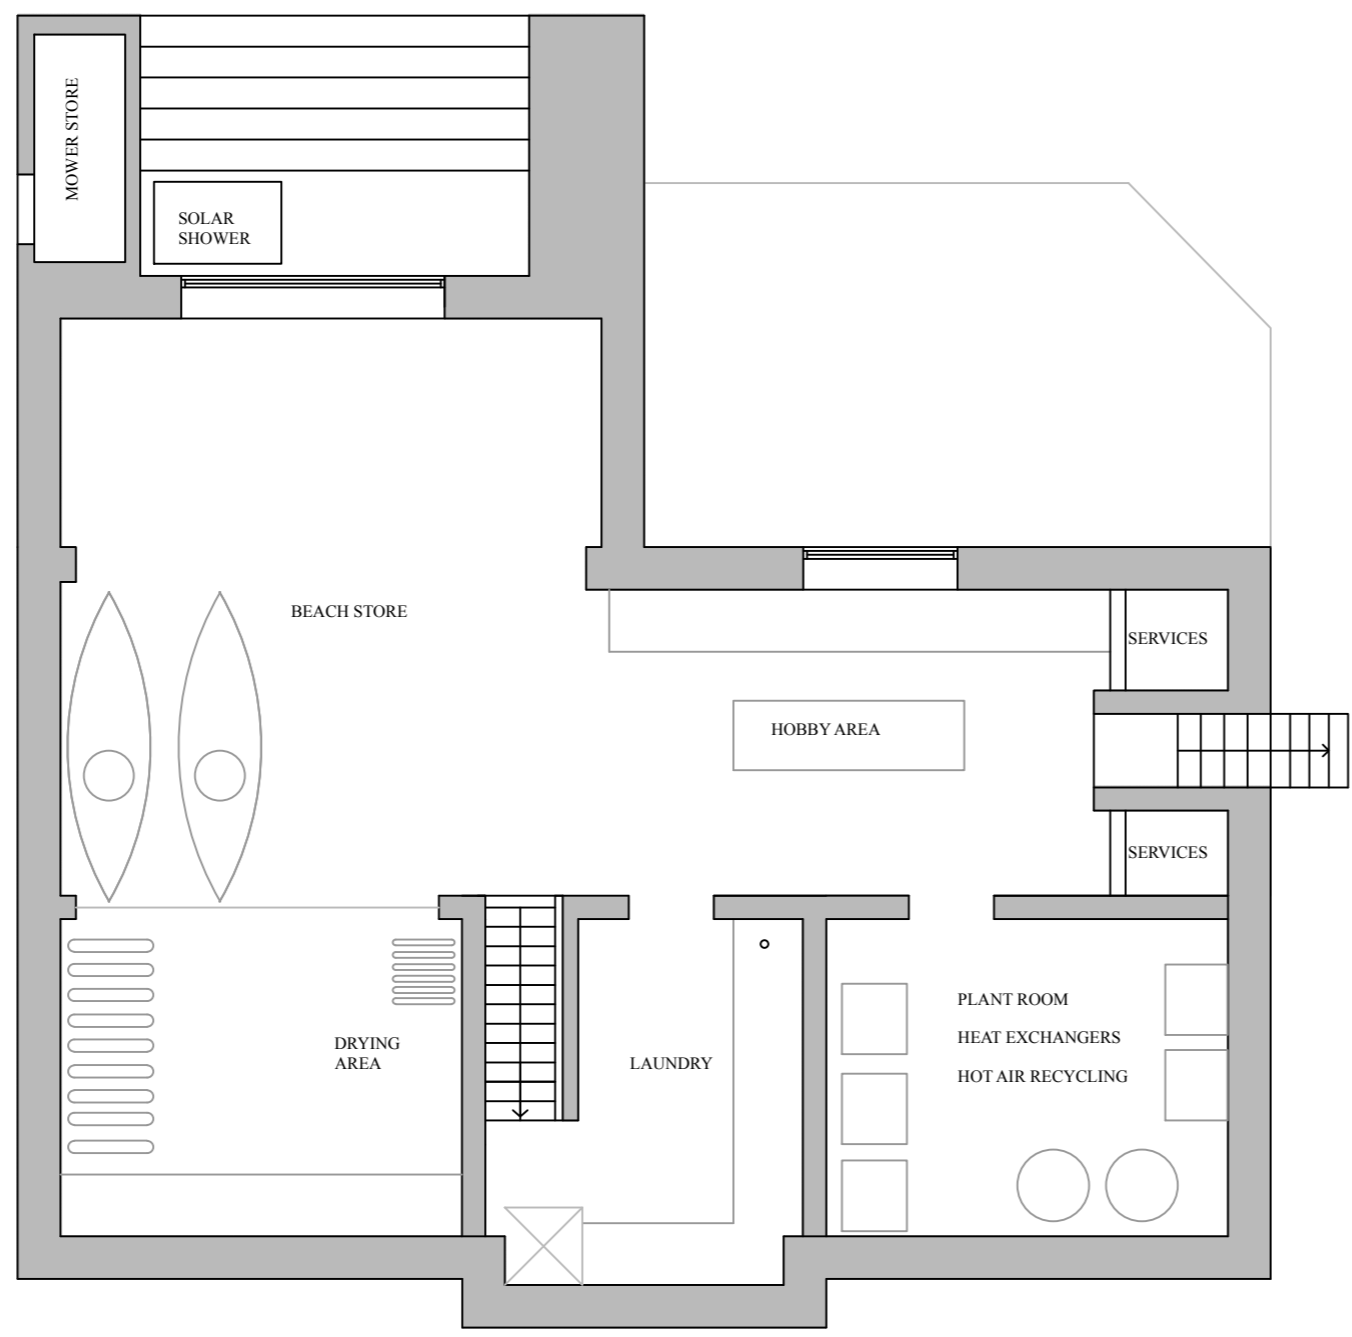 MOWER STORE
SOLAR
SHOWER
BEACH STORE
SERVICES
HOBBY AREA
SERVICES
DRYING
AREA
LAUNDRY
PLANT ROOM
HEAT EXCHANGERS
HOT AIR RECYCLING